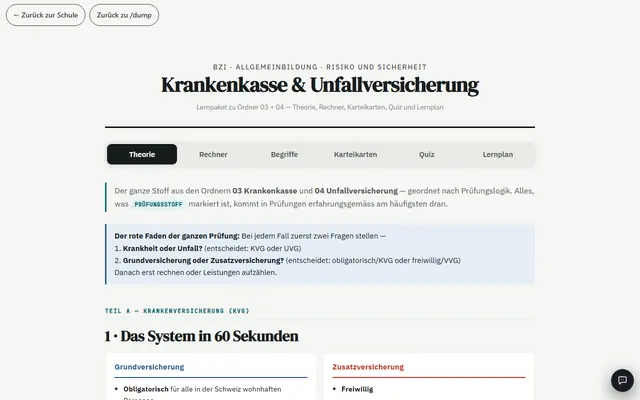 ← Zurück zur Schule
Zurück zu /dump
BZI · ALLGEMEINBILDUNG · RISIKO UND SICHERHEIT
Krankenkasse & Unfallversicherung
Lernpaket zu Ordner 03 + 04 — Theorie, Rechner, Karteikarten, Quiz und Lernplan
Theorie
Rechner
Begriffe
Karteikarten
Quiz
Lernplan
Der ganze Stoff aus den Ordnern 03 Krankenkasse und 04 Unfallversicherung — geordnet nach Prüfungslogik. Alles,
was PRÜFUNGSSTOFF markiert ist, kommt in Prüfungen erfahrungsgemäss am häufigsten dran.
Der rote Faden der ganzen Prüfung: Bei jedem Fall zuerst zwei Fragen stellen —
1. Krankheit oder Unfall? (entscheidet: KVG oder UVG)
2. Grundversicherung oder Zusatzversicherung? (entscheidet: obligatorisch/KVG oder freiwillig/VVG)
Danach erst rechnen oder Leistungen aufzählen.
TEIL A — KRANKENVERSICHERUNG (KVG)
1 · Das System in 60 Sekunden
Grundversicherung
• Obligatorisch für alle in der Schweiz wohnhaften
Zusatzversicherung
• Freiwillig